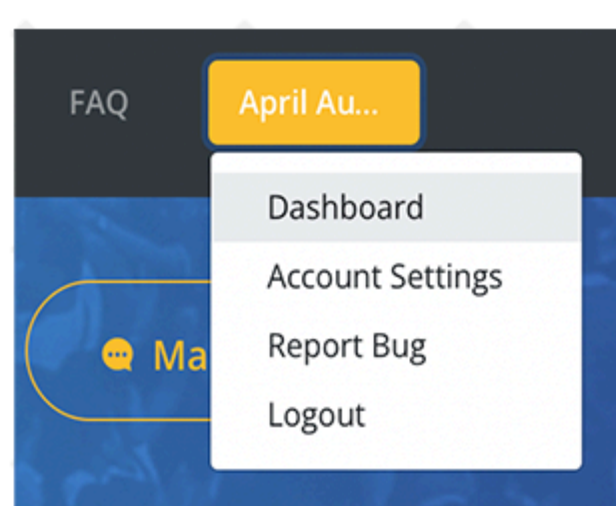 FAQ
April Au...
Dashboard
Account Settings
Report Bug
Logout
Ma